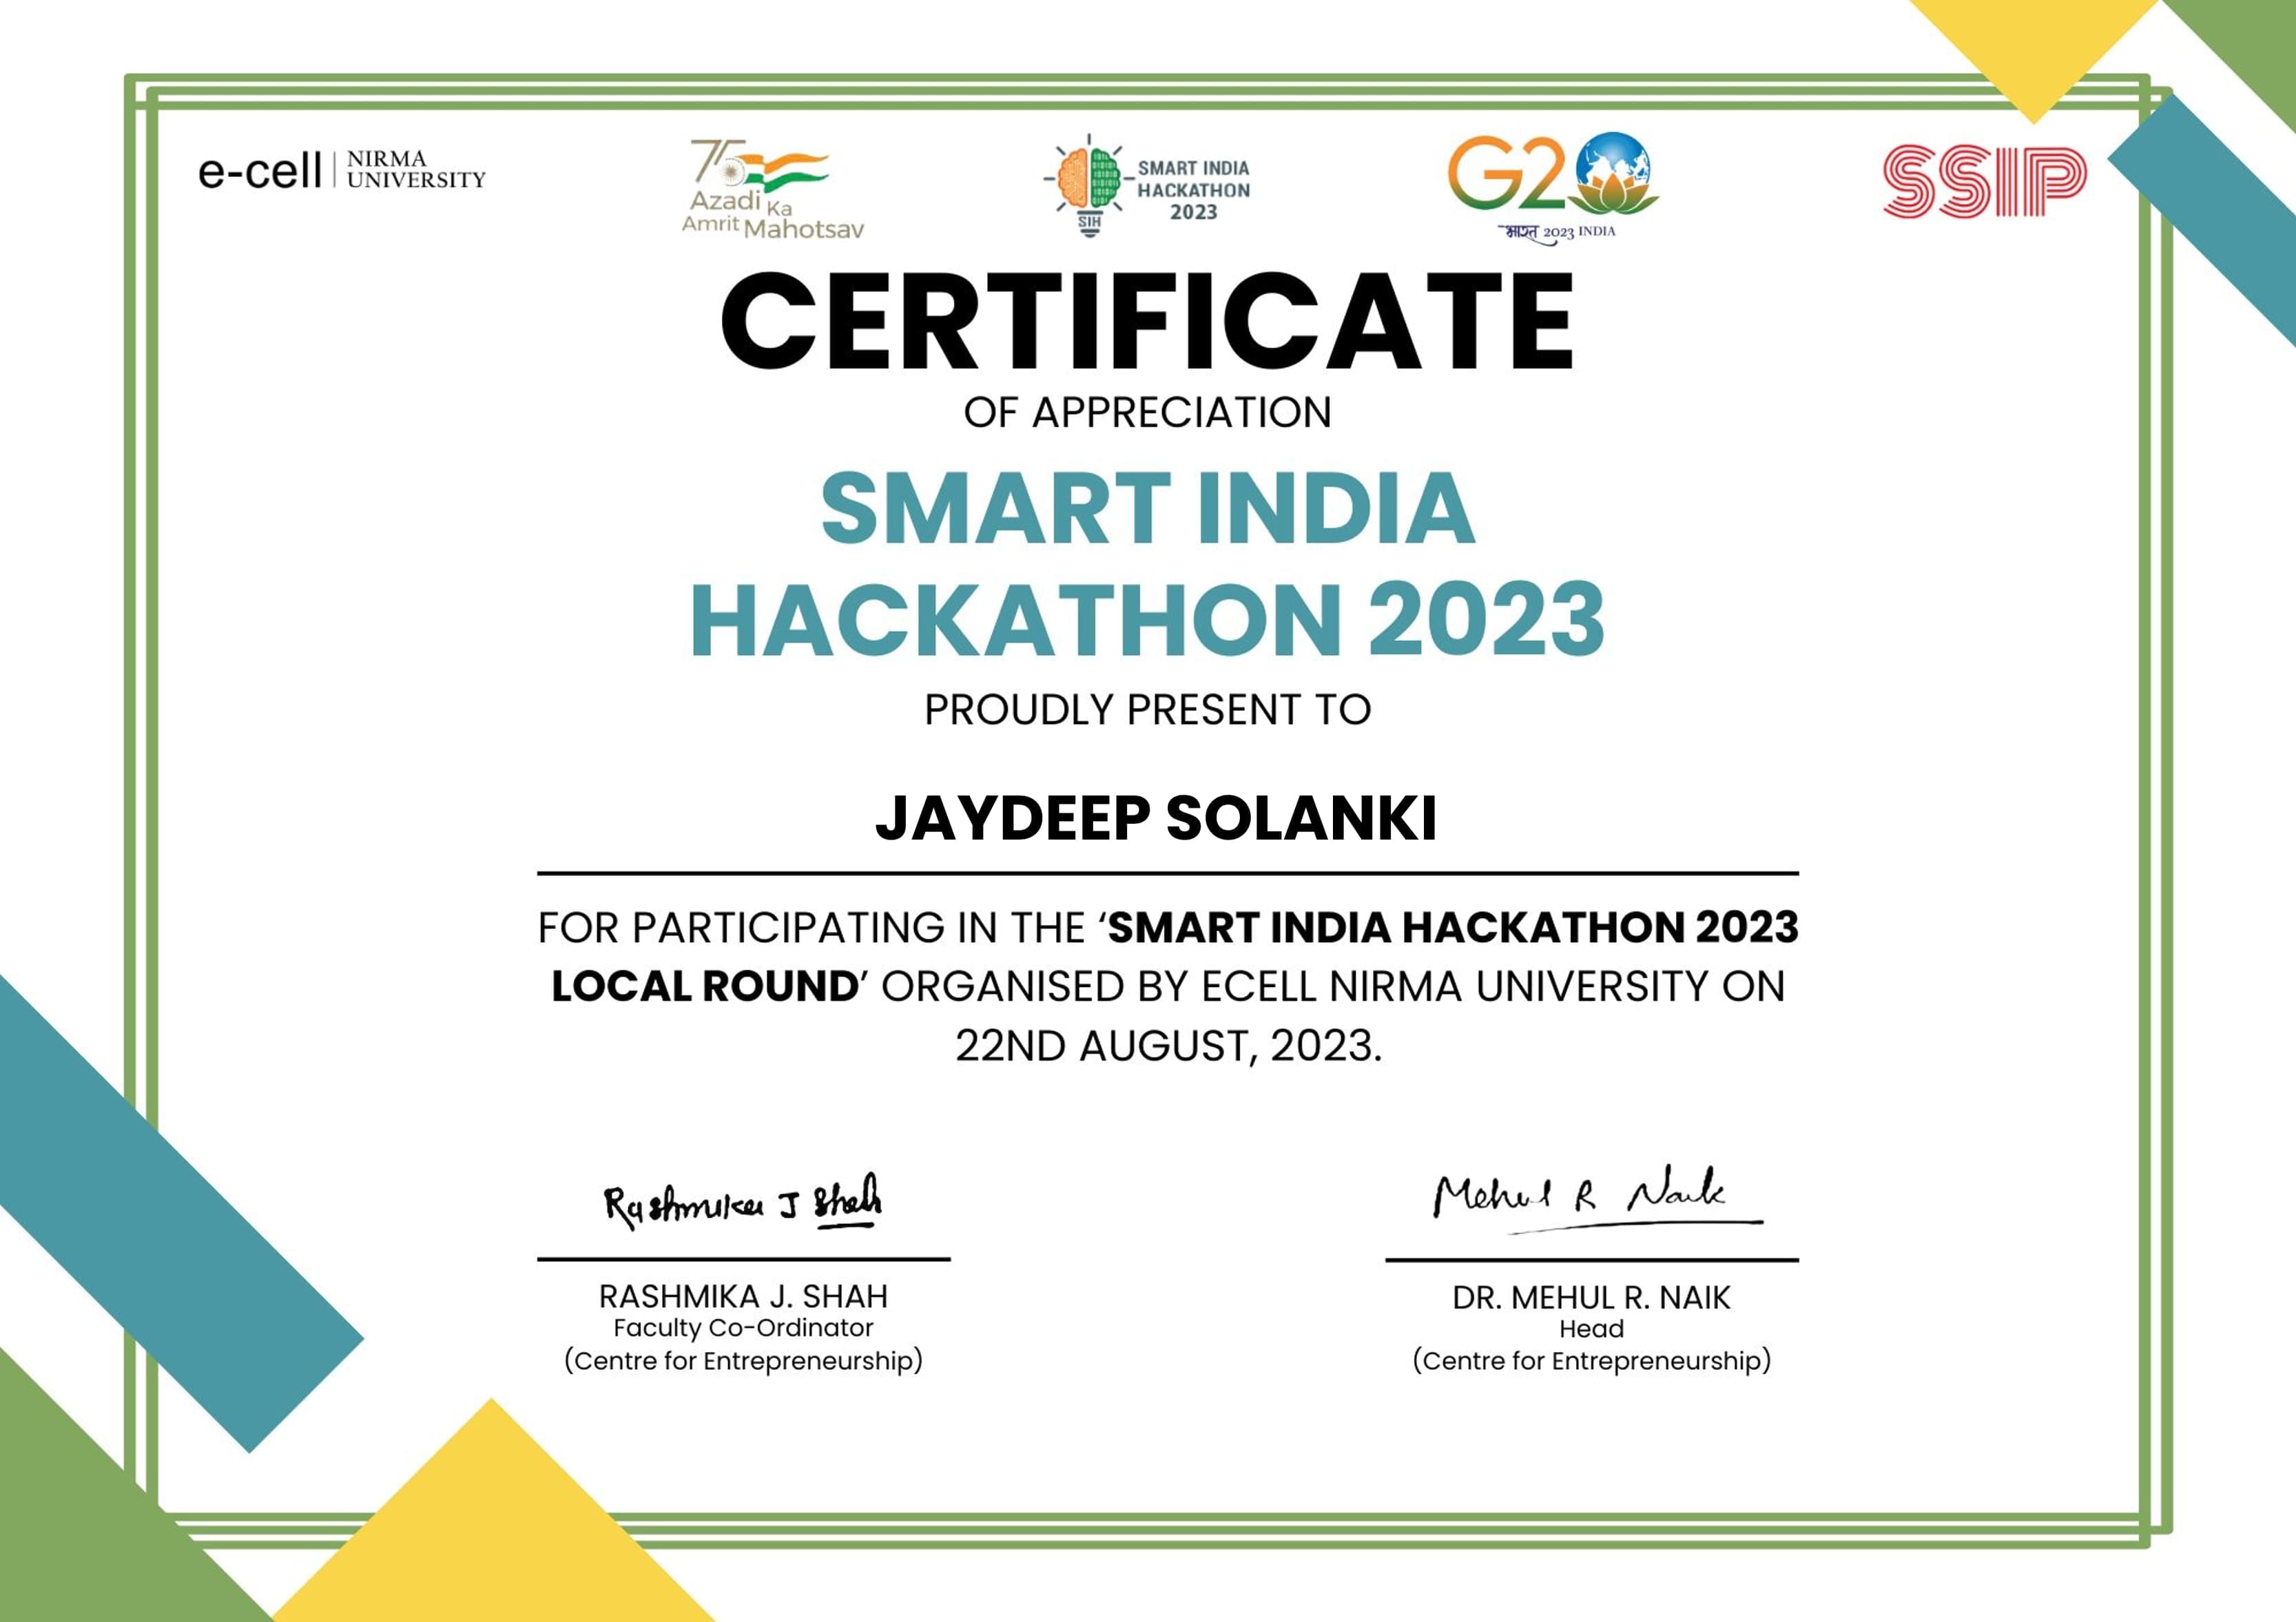 e-cell NIRMA UNIVERSITY
75 Azadi Ka Amrit Mahotsav
SIH SMART INDIA HACKATHON 2023
G20
भारत 2023 INDIA
SSIP
CERTIFICATE
OF APPRECIATION
SMART INDIA
HACKATHON 2023
PROUDLY PRESENT TO
JAYDEEP SOLANKI
FOR PARTICIPATING IN THE ‘SMART INDIA HACKATHON 2023
LOCAL ROUND’ ORGANISED BY ECELL NIRMA UNIVERSITY ON
22ND AUGUST, 2023.
Rashmika J Shah
RASHMIKA J. SHAH
Faculty Co-Ordinator
(Centre for Entrepreneurship)
Mehul R Naik
DR. MEHUL R. NAIK
Head
(Centre for Entrepreneurship)